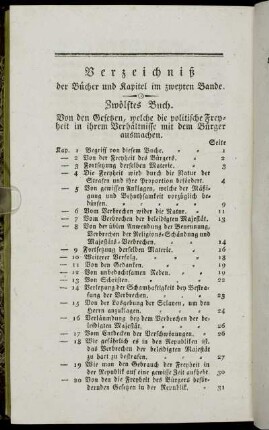 Verzeichniß
der Bücher und Kapitel im zweyten Bande.
Zwölftes Buch.
Von den Gesetzen, welche die politische Frey-
heit in ihrem Verhältnisse mit dem Bürger
ausmachen.
Seite
Kap. 1 Begriff von diesem Buche. 1
— 2 Von der Freyheit des Bürgers. 2
— 3 Fortsetzung derselben Materie. 3
— 4 Die Freyheit wird durch die Natur der
Strafen und ihre Proportion befördert. 4
— 5 Von gewissen Anklagen, welche der Mäßi-
gung und Behutsamkeit vorzüglich be-
dürfen. 8
— 6 Vom Verbrechen wider die Natur. 11
— 7 Vom Verbrechen der beleidigten Majestät. 13
— 8 Von der üblen Anwendung der Benennung,
Verbrechen der Religions-Schändung und
Majestäts-Verbrechen. 14
— 9 Fortsetzung derselben Materie. 16
— 10 Weiterer Verfolg. 18
— 11 Von den Gedanken. 19
— 12 Von unbedachtsamen Reden. 19
— 13 Von Schriften.
— 14 Verletzung der Schamhaftigkeit des Bestra-
fung der Verbrechen. 23
— 15 Von der Losgebung der Sclaven, um den
Herrn anzuklagen. 24
— 16 Verläumdung bey dem Verbrechen der be-
leidigten Majestät. 25
— 17 Vom Entdecken der Verschwörungen. 26
— 18 Wie gefährlich es in den Republiken ist,
das Verbrechen der beleidigten Majestät
zu hart zu bestrafen. 27
— 19 Wie man den Gebrauch der Freyheit in
der Republik auf eine gewisse Zeit aufhebt. 30
— 20 Von den die Freyheit des Bürgers beför-
dernden Gesetzen in der Republik. 31